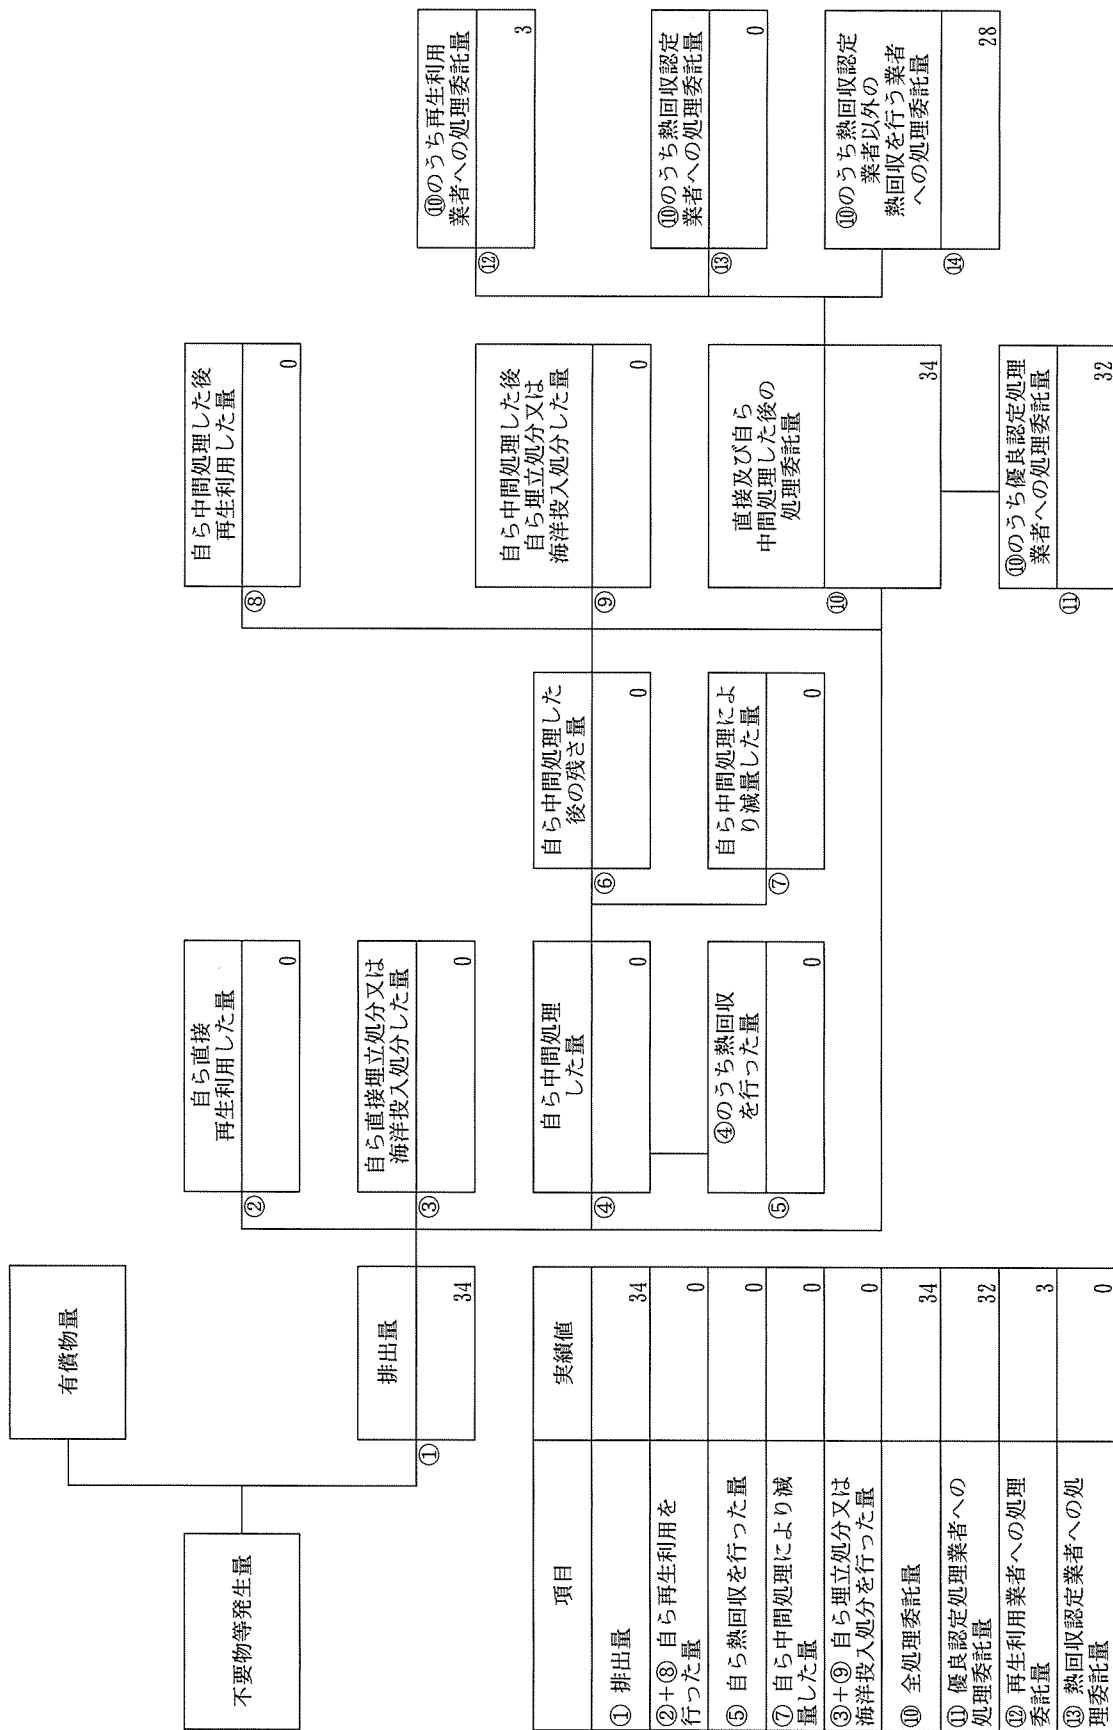 不要物等発生量
有償物量
①
排出量
34
②
自ら直接
再生利用した量
0
③
自ら直接埋立処分又は
海洋投入処分した量
0
④
自ら中間処理
した量
0
⑤
④のうち熱回収
を行った量
0
⑥
自ら中間処理した
後の残さ量
0
⑦
自ら中間処理によ
り減量した量
0
⑧
自ら中間処理した後
再生利用した量
0
⑨
自ら中間処理した後
自ら埋立処分又は
海洋投入処分した量
0
⑩
直接及び自ら
中間処理した後の
処理委託量
34
⑪
⑩のうち優良認定処理
業者への処理委託量
32
⑫
⑩のうち再生利用
業者への処理委託量
3
⑬
⑩のうち熱回収認定
業者への処理委託量
0
⑭
⑩のうち熱回収認定
業者以外の
熱回収を行う業者
への処理委託量
28
項目 実績値
① 排出量 34
②+⑧ 自ら再生利用を
行った量 0
⑤ 自ら熱回収を行った量 0
⑦ 自ら中間処理により減
量した量 0
③+⑨ 自ら埋立処分又は
海洋投入処分を行った量 0
⑩ 全処理委託量 34
⑪ 優良認定処理業者への
処理委託量 32
⑫ 再生利用業者への処理
委託量 3
⑬ 熱回収認定業者への処
理委託量 0